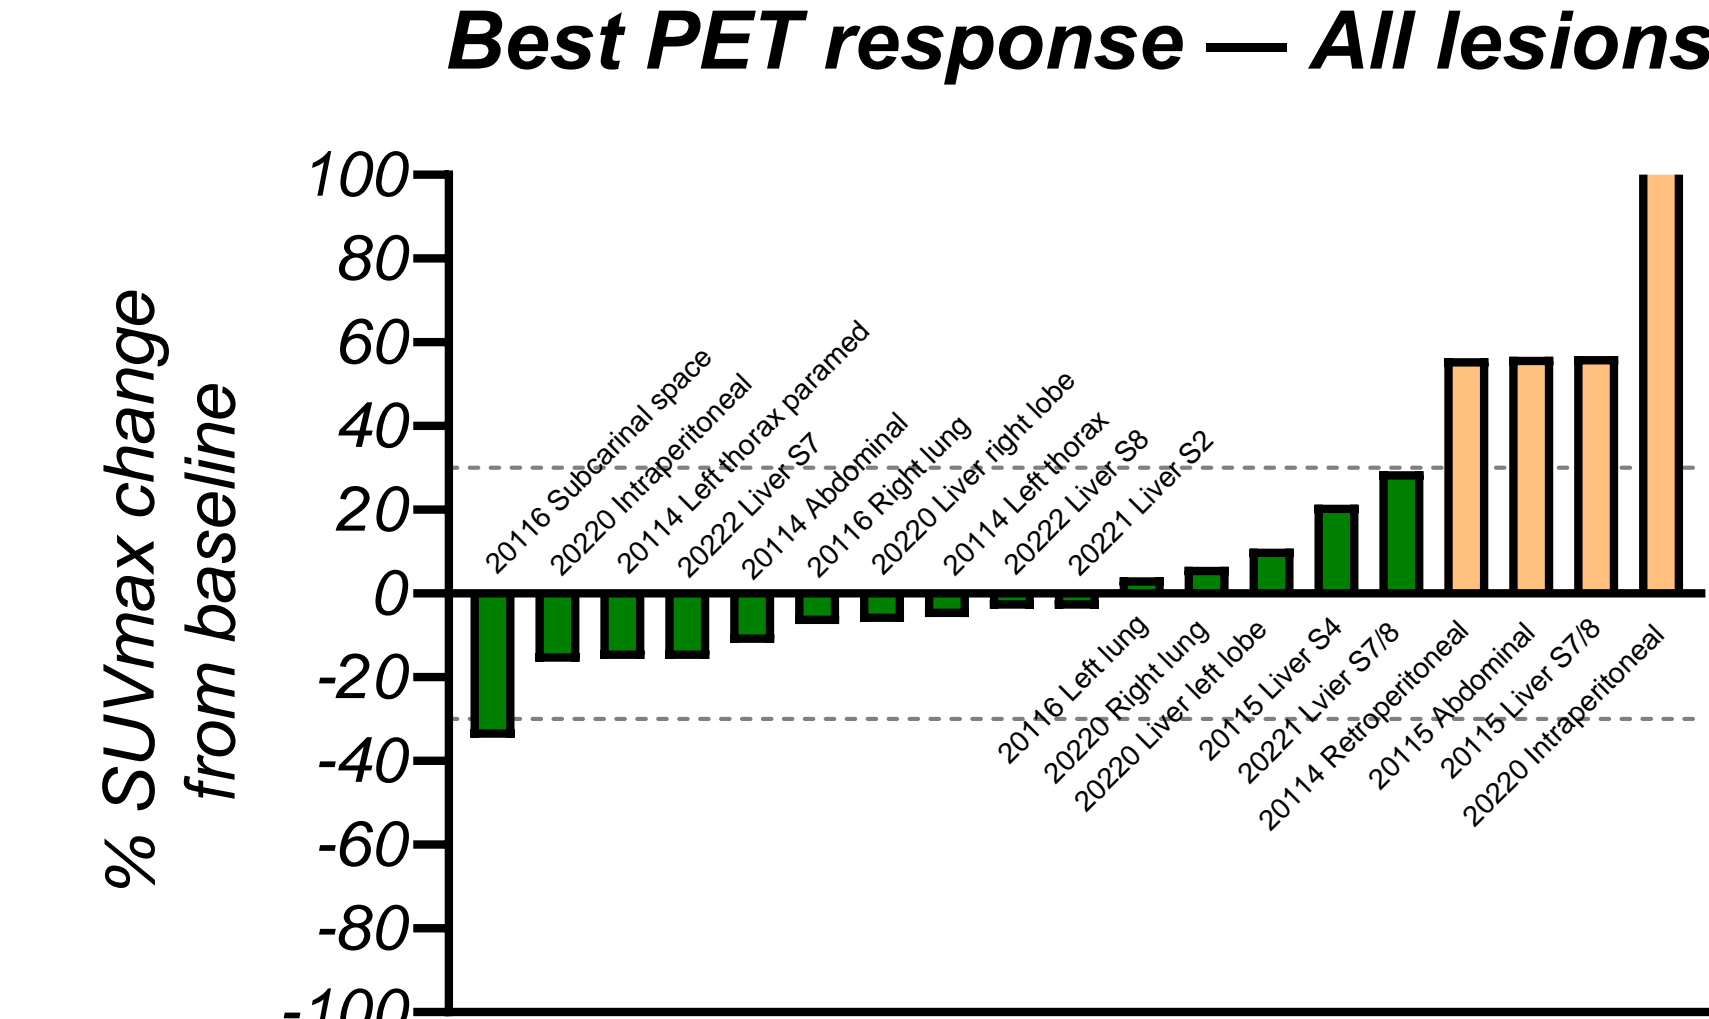 Best PET response — All lesions
% SUVmax change
from baseline
100
80
60
40
20
0
-20
-40
-60
-80
-100
20116 Subcarinal space
20220 Intraperitoneal
20114 Left thorax paramed
20222 Liver S7
20114 Abdominal
20116 Right lung
20220 Liver right lobe
20114 Left thorax
20222 Liver S8
20221 Liver S2
20116 Left lung
20220 Right lung
20220 Liver left lobe
20115 Liver S4
20221 Lvier S7/8
20114 Retroperitoneal
20115 Abdominal
20115 Liver S7/8
20220 Intraperitoneal